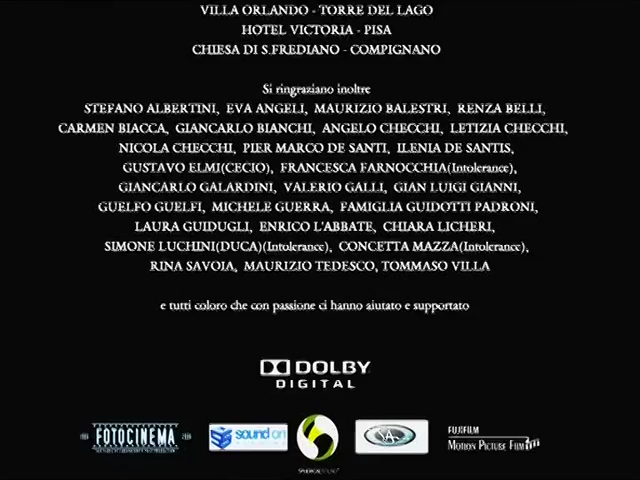 VILLA ORLANDO - TORRE DEL LAGO
HOTEL VICTORIA - PISA
CHIESA DI S.FREDIANO - COMPIGNANO
Si ringraziano inoltre
STEFANO ALBERTINI, EVA ANGELI, MAURIZIO BALESTRI, RENZA BELLI,
CARMEN BIACCA, GIANCARLO BIANCHI, ANGELO CHECCHI, LETIZIA CHECCHI,
NICOLA CHECCHI, PIER MARCO DE SANTI, ILENIA DE SANTIS,
GUSTAVO ELMI(CECIO), FRANCESCA FARNOCCHIA(Intolerance),
GIANCARLO GALARDINI, VALERIO GALLI, GIAN LUIGI GIANNI,
GUELFO GUELFI, MICHELE GUERRA, FAMIGLIA GUIDOTTI PADRONI,
LAURA GUIDUGLI, ENRICO L'ABBATE, CHIARA LICHERI,
SIMONE LUCHINI(DUCA)(Intolerance), CONCETTA MAZZA(Intolerance),
RINA SAVOIA, MAURIZIO TEDESCO, TOMMASO VILLA
e tutti coloro che con passione ci hanno aiutato e supportato
DOLBY
DIGITAL
FOTOCINEMA
sound on
FUJIFILM
MOTION PICTURE FILM